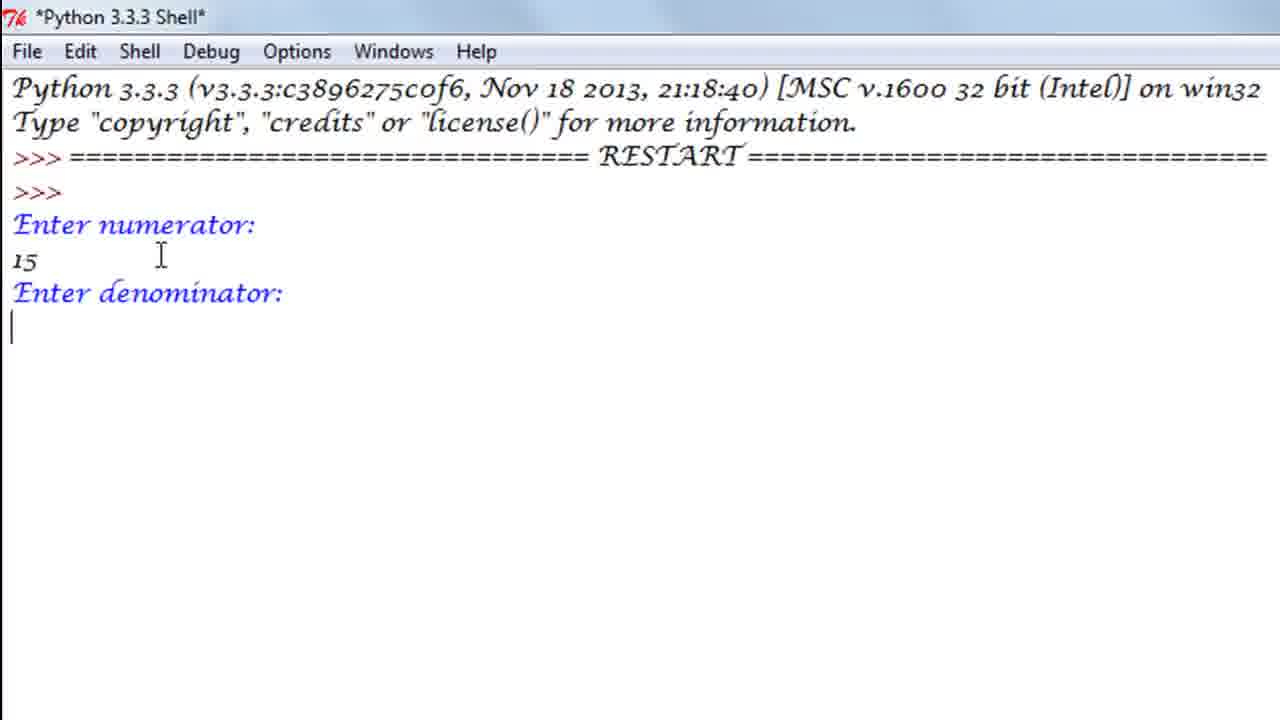 *Python 3.3.3 Shell*
File Edit Shell Debug Options Windows Help
Python 3.3.3 (v3.3.3:c3896275c0f6, Nov 18 2013, 21:18:40) [MSC v.1600 32 bit (Intel)] on win32
Type "copyright", "credits" or "license()" for more information.
>>> ================================ RESTART ================================
>>>
Enter numerator:
15
Enter denominator: